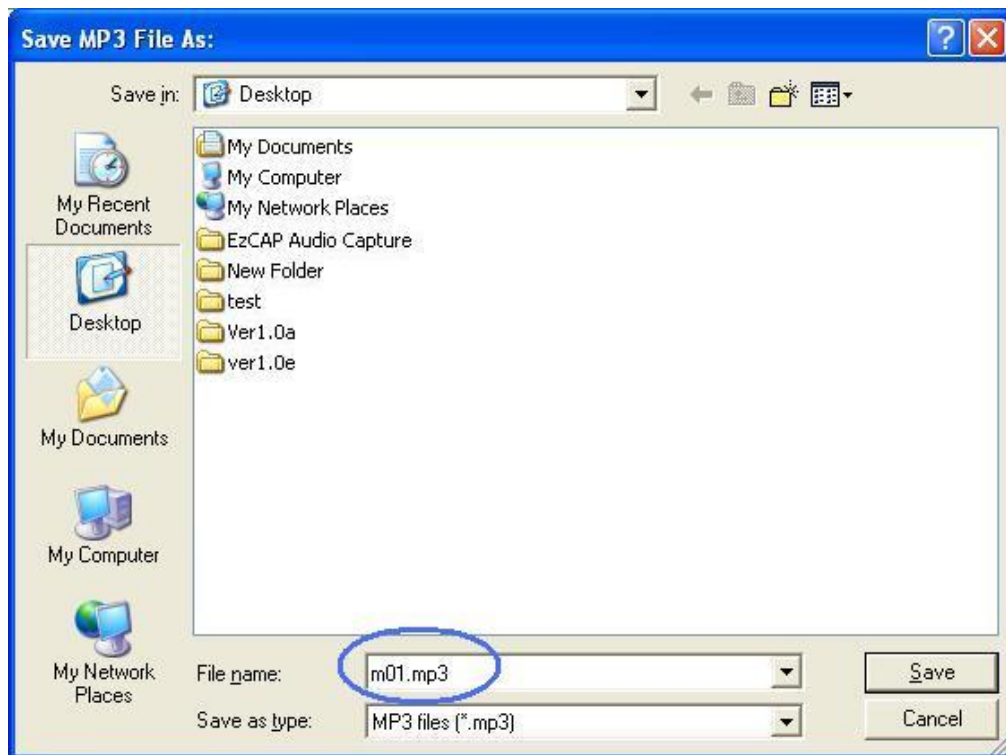 Save MP3 File As:
Save in: Desktop
My Recent
Documents
Desktop
My Documents
My Computer
My Network
Places
My Documents
My Computer
My Network Places
EzCAP Audio Capture
New Folder
test
Ver1.0a
ver1.0e
File name: m01.mp3 Save
Save as type: MP3 files (*.mp3) Cancel